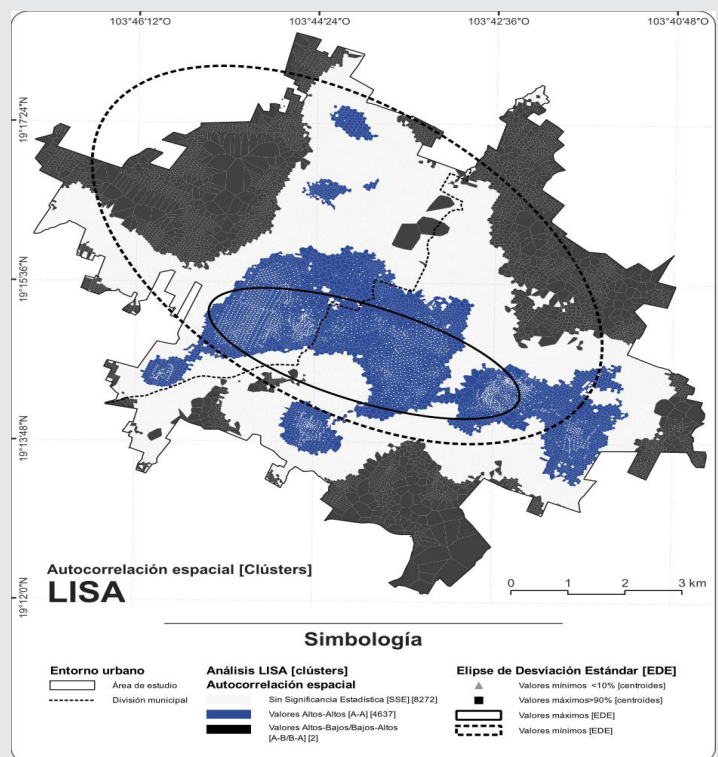 103°46'12"O
103°44'24"O
103°42'36"O
103°40'48"O
19°17'24"N
19°15'36"N
19°13'48"N
19°12'0"N
Autocorrelación espacial [Clústers]
LISA
0 1 2 3 km
Simbología
Entorno urbano
Área de estudio
División municipal
Análisis LISA [clústers]
Autocorrelación espacial
Sin Significancia Estadística [SSE] [8272]
Valores Altos-Altos [A-A] [4637]
Valores Altos-Bajos/Bajos-Altos
[A-B/B-A] [2]
Elipse de Desviación Estándar [EDE]
Valores mínimos <10% [centroides]
Valores máximos>90% [centroides]
Valores máximos [EDE]
Valores mínimos [EDE]